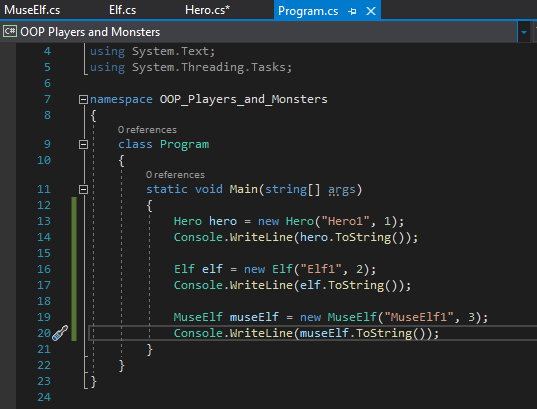 MuseElf.cs Elf.cs Hero.cs* Program.cs
C# OOP Players and Monsters
4 using System.Text;
5 using System.Threading.Tasks;
6
7 namespace OOP_Players_and_Monsters
8 {
0 references
9 class Program
10 {
0 references
11 static void Main(string[] args)
12 {
13 Hero hero = new Hero("Hero1", 1);
14 Console.WriteLine(hero.ToString());
15
16 Elf elf = new Elf("Elf1", 2);
17 Console.WriteLine(elf.ToString());
18
19 MuseElf museElf = new MuseElf("MuseElf1", 3);
20 Console.WriteLine(museElf.ToString());
21 }
22 }
23 }
24